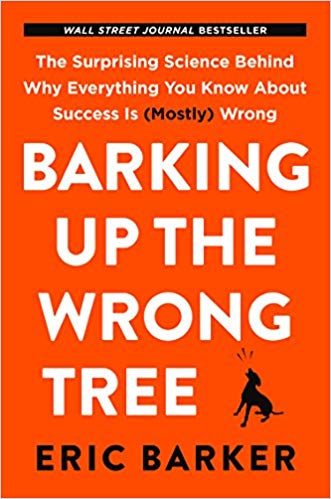 WALL STREET JOURNAL BESTSELLER
The Surprising Science Behind
Why Everything You Know About
Success Is (Mostly) Wrong
BARKING
UP THE
WRONG
TREE
ERIC BARKER